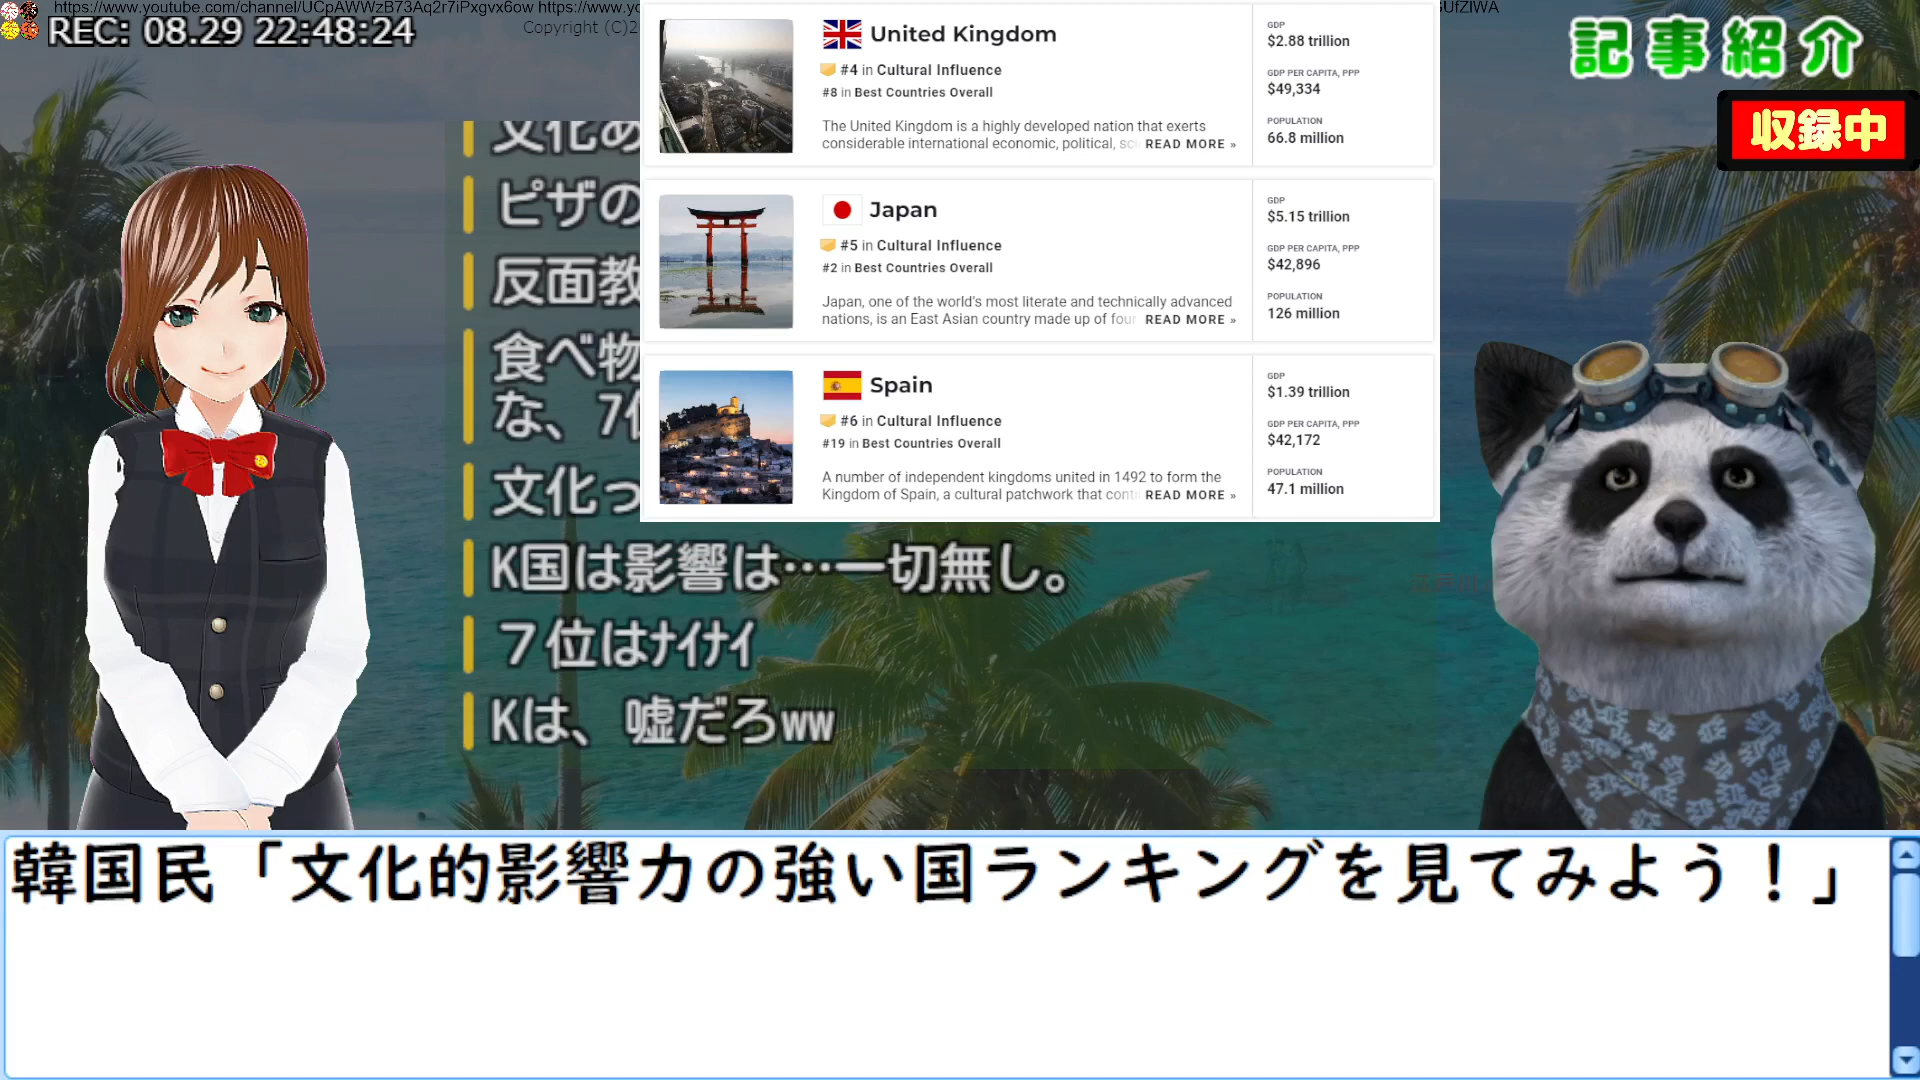 https://www.youtube.com/channel/UCpAWWzB73Aq2r7iPxgvx6ow https://www.yo
UfZIWA
REC: 08.29 22:48:24
Copyright (C)2
記事紹介
収録中
United Kingdom
#4 in Cultural Influence
#8 in Best Countries Overall
The United Kingdom is a highly developed nation that exerts
considerable international economic, political, sci READ MORE »
GDP
$2.88 trillion
GDP PER CAPITA, PPP
$49,334
POPULATION
66.8 million
Japan
#5 in Cultural Influence
#2 in Best Countries Overall
Japan, one of the world's most literate and technically advanced
nations, is an East Asian country made up of four READ MORE »
GDP
$5.15 trillion
GDP PER CAPITA, PPP
$42,896
POPULATION
126 million
Spain
#6 in Cultural Influence
#19 in Best Countries Overall
A number of independent kingdoms united in 1492 to form the
Kingdom of Spain, a cultural patchwork that conti READ MORE »
GDP
$1.39 trillion
GDP PER CAPITA, PPP
$42,172
POPULATION
47.1 million
文化あ
ピザの
反面教
食べ物
な、7位
文化っ
K国は影響は…一切無し。
７位はﾅｲﾅｲ
Kは、嘘だろww
韓国民「文化的影響力の強い国ランキングを見てみよう！」